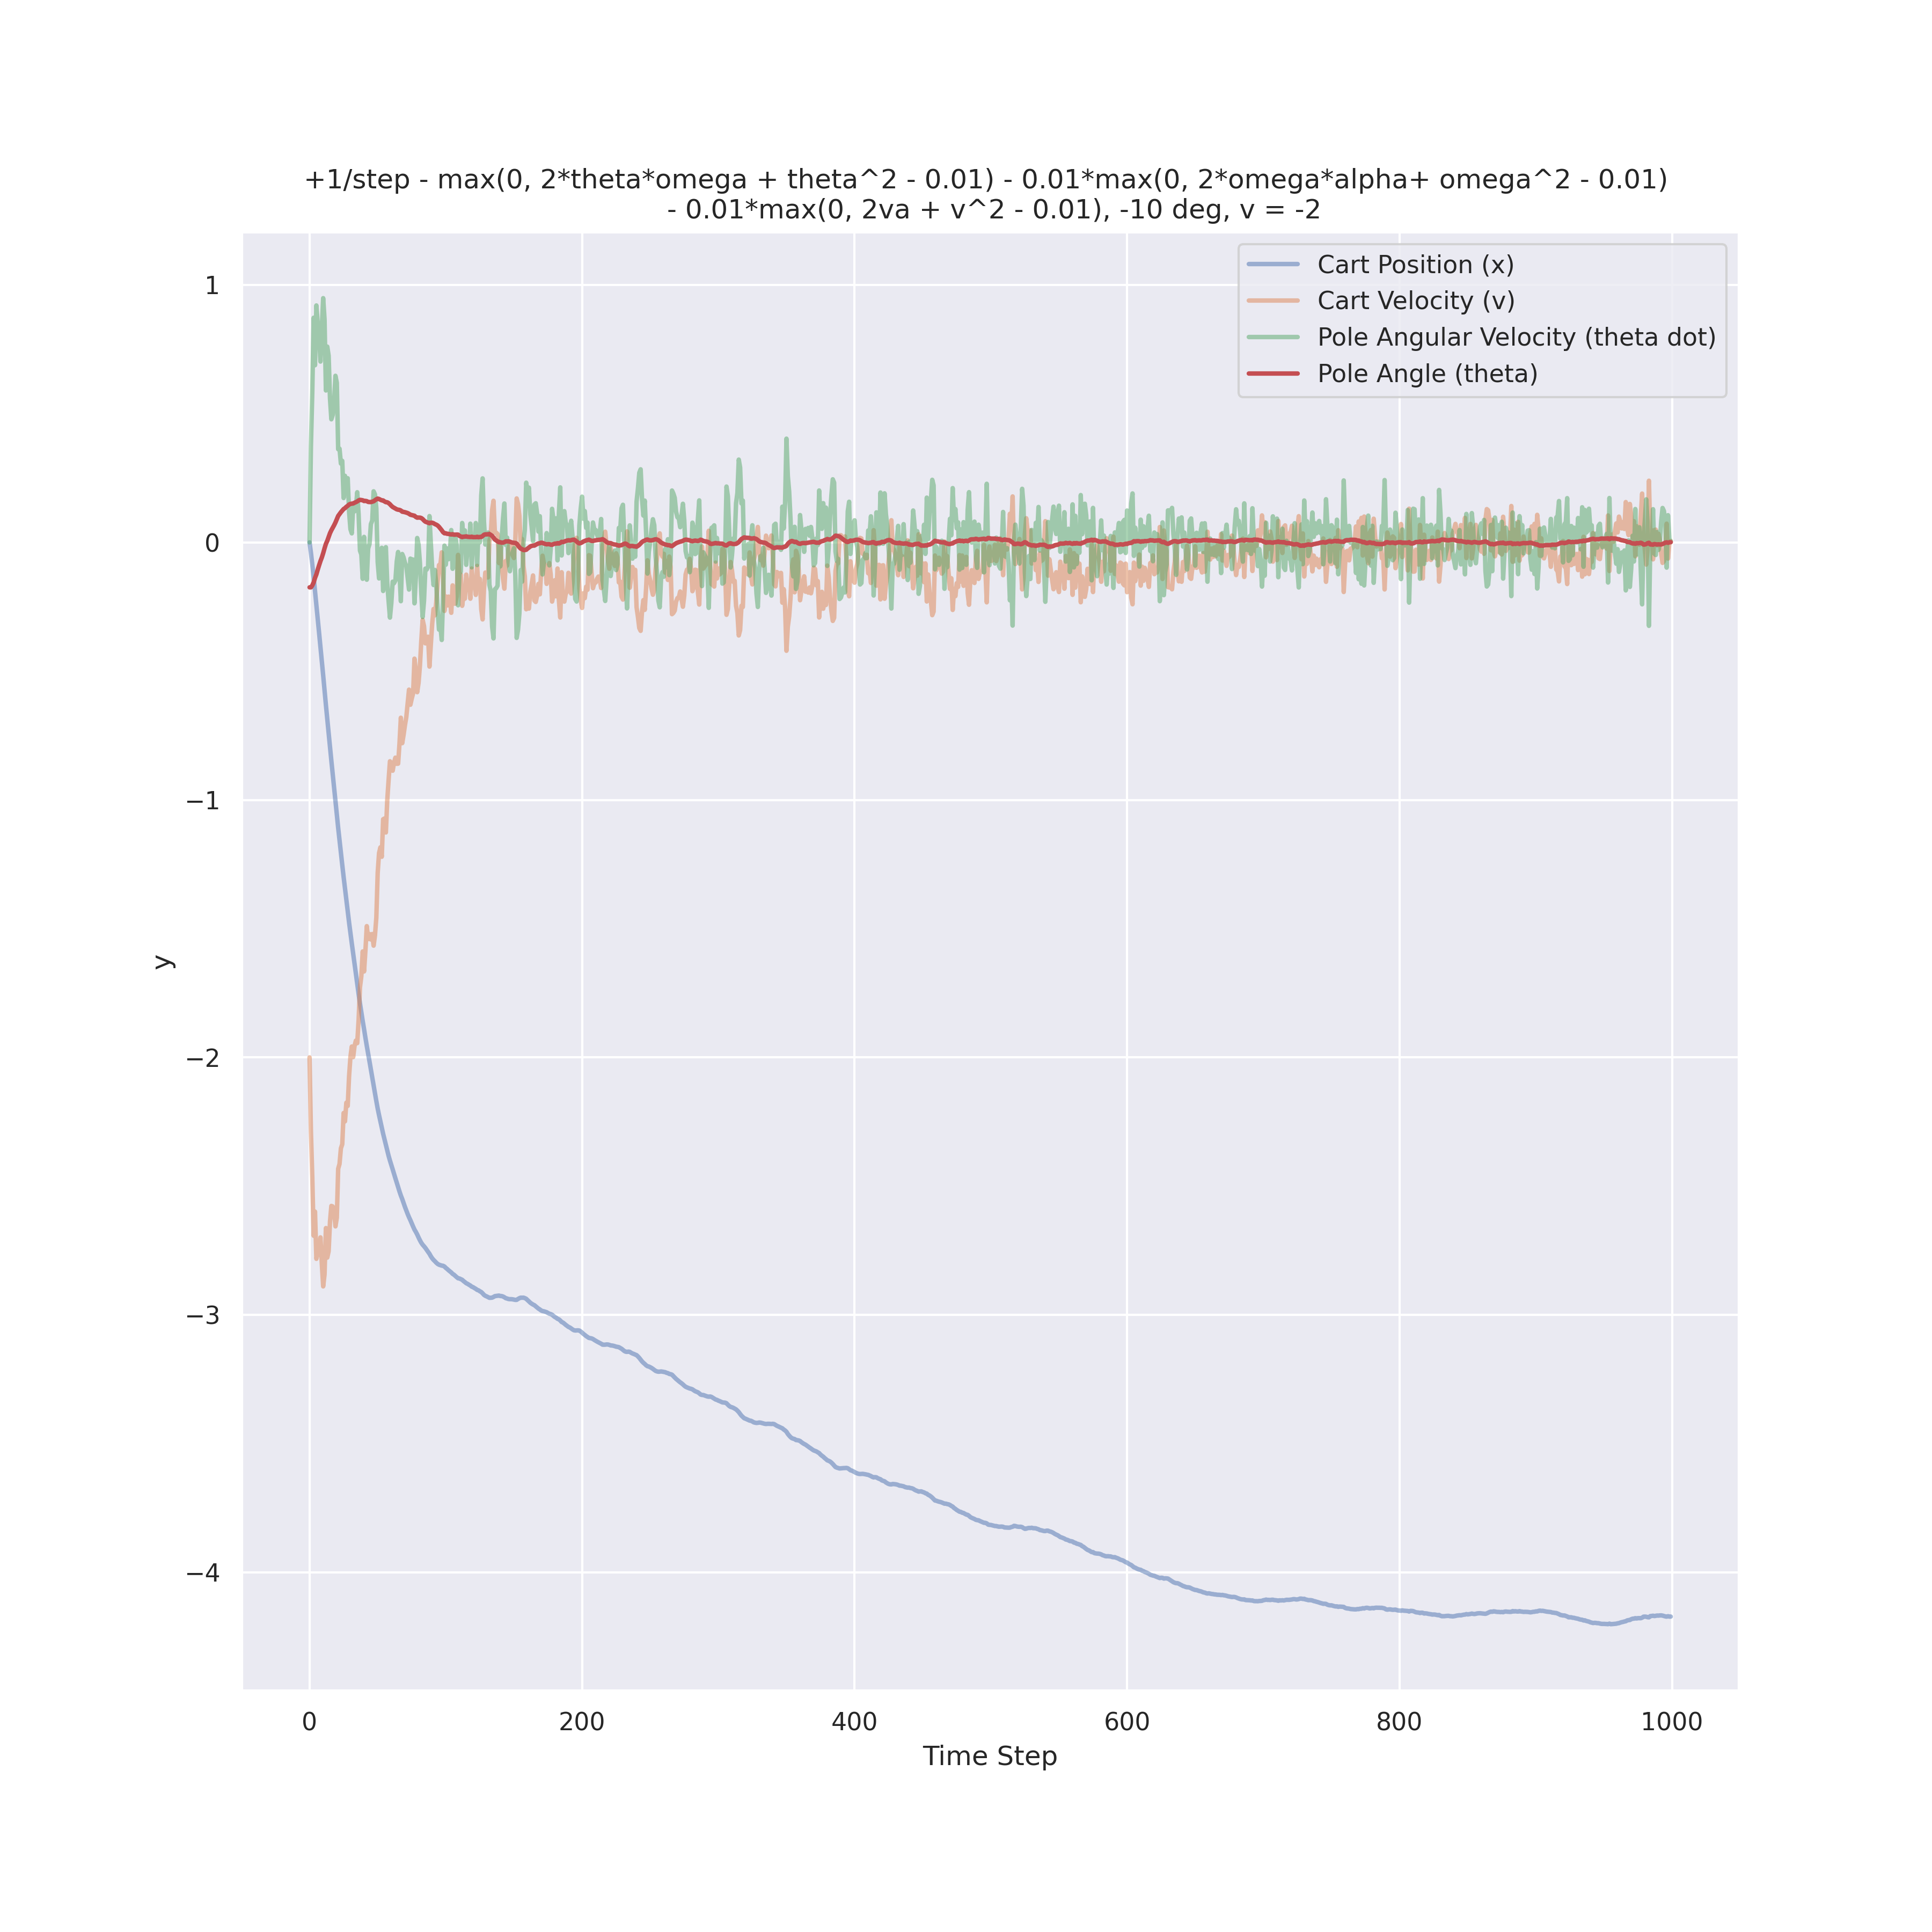 +1/step - max(0, 2*theta*omega + theta^2 - 0.01) - 0.01*max(0, 2*omega*alpha+ omega^2 - 0.01)
- 0.01*max(0, 2va + v^2 - 0.01), -10 deg, v = -2
Cart Position (x)
Cart Velocity (v)
Pole Angular Velocity (theta dot)
Pole Angle (theta)
1
0
−1
−2
−3
−4
y
0 200 400 600 800 1000
Time Step